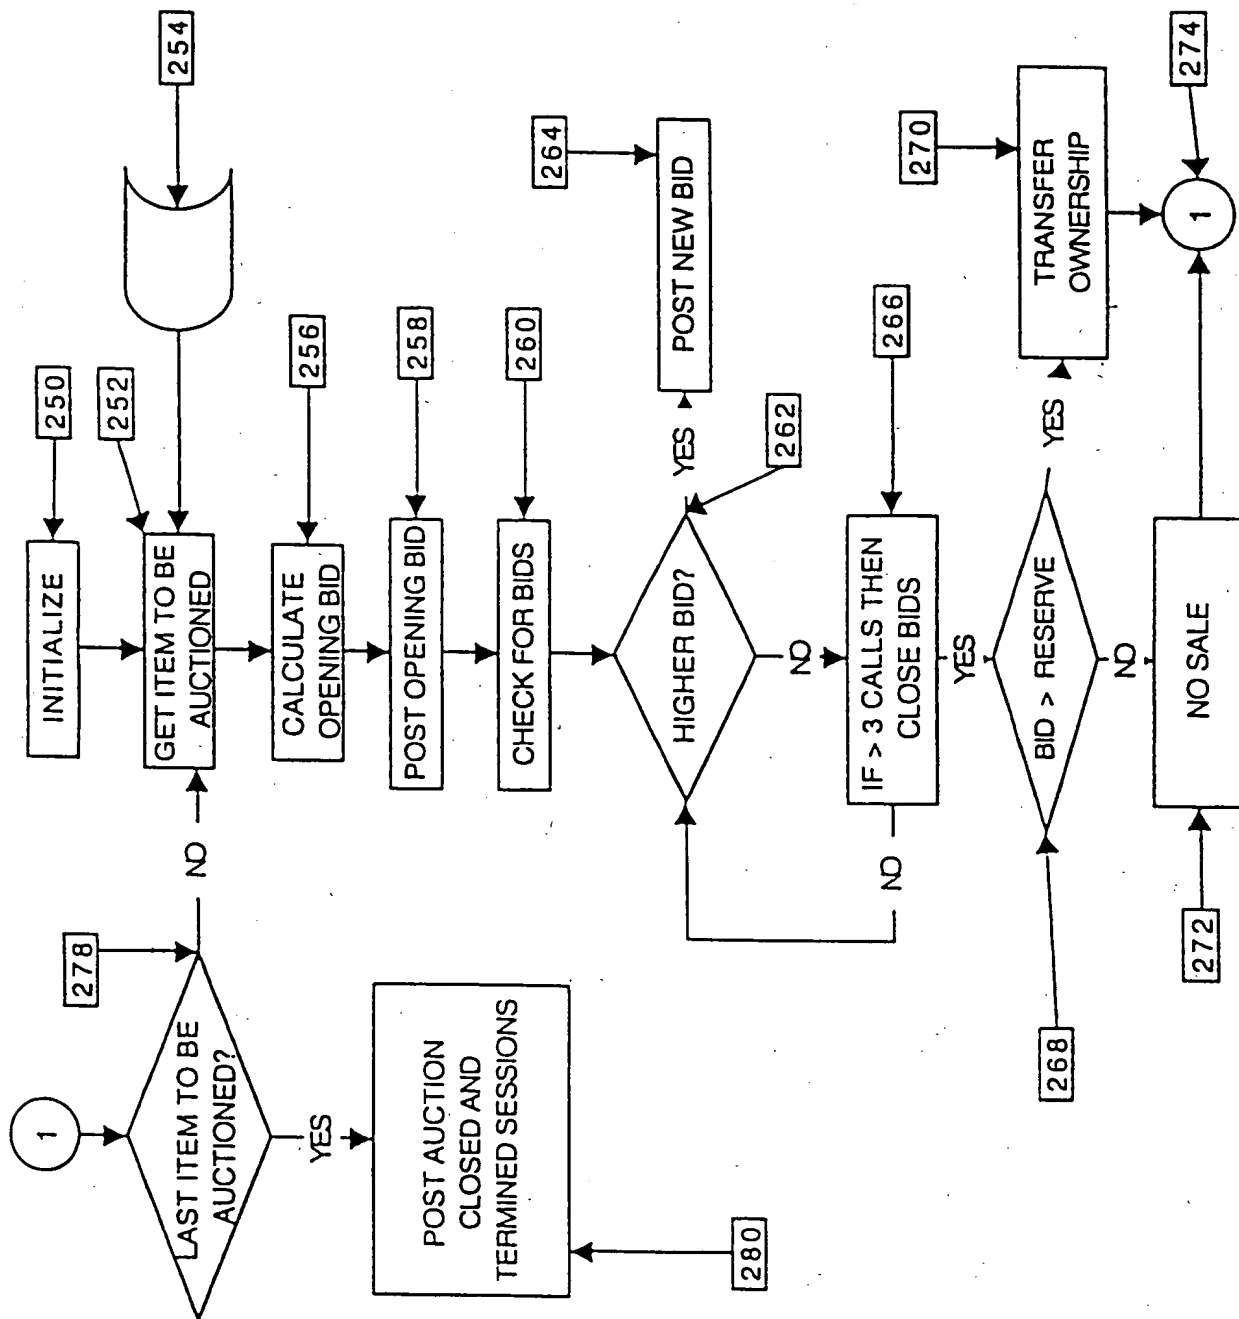 1
278
LAST ITEM TO BE
AUCTIONED?
NO
YES
POST AUCTION
CLOSED AND
TERMINED SESSIONS
280
250
INITIALIZE
252
254
GET ITEM TO BE
AUCTIONED
256
CALCULATE
OPENING BID
258
POST OPENING BID
260
CHECK FOR BIDS
262
HIGHER BID?
YES
264
POST NEW BID
NO
266
IF > 3 CALLS THEN
CLOSE BIDS
NO
YES
268
BID > RESERVE
YES
270
TRANSFER
OWNERSHIP
NO
272
NO SALE
274
1